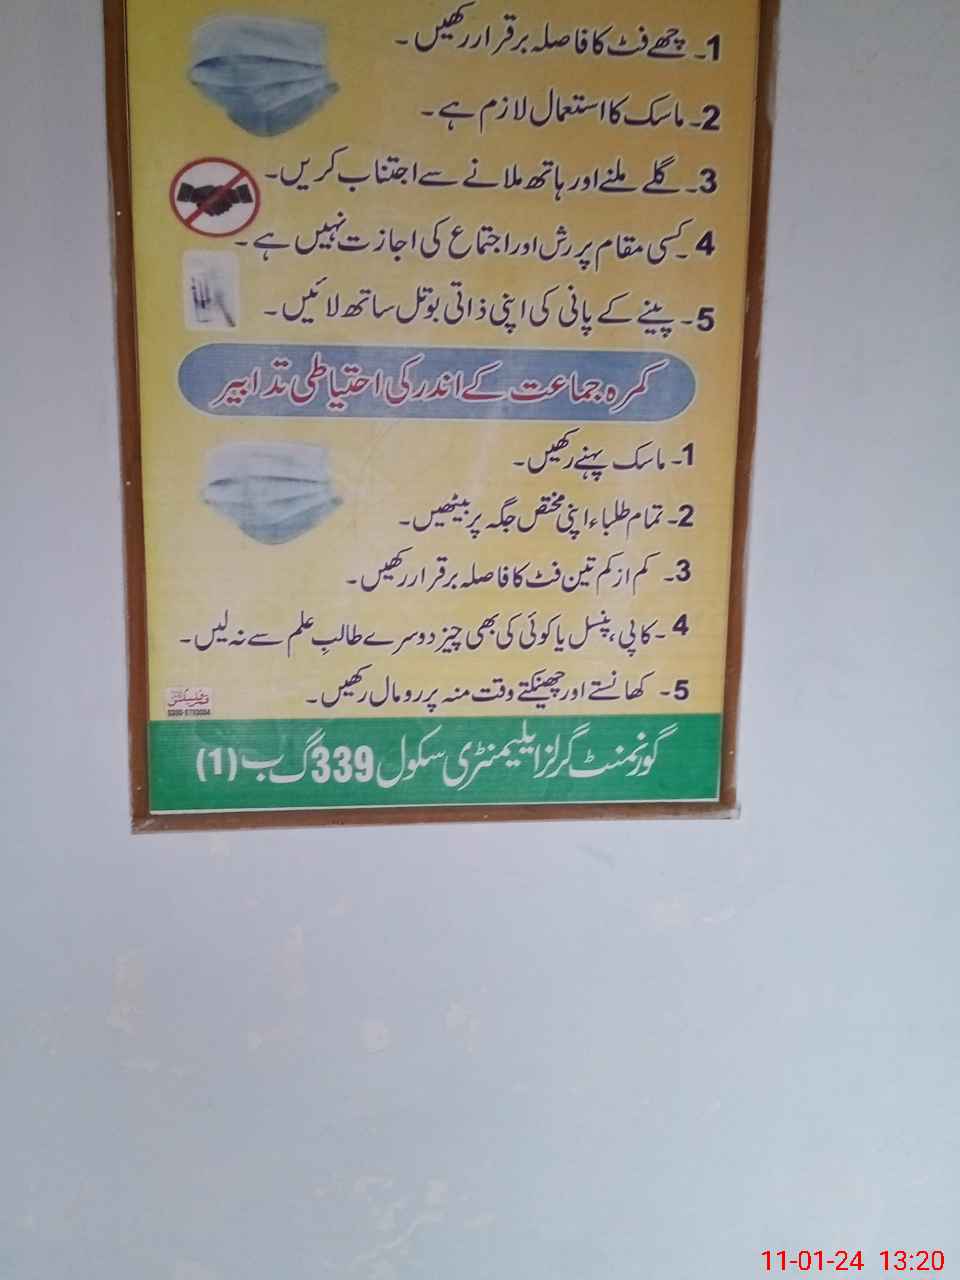 1۔ چھے فٹ کا فاصلہ برقرار رکھیں۔
2۔ ماسک کا استعمال لازم ہے۔
3۔ گلے ملنے اور ہاتھ ملانے سے اجتناب کریں۔
4۔ کسی مقام پر رش اور اجتماع کی اجازت نہیں ہے۔
5۔ پینے کے پانی کی اپنی ذاتی بوتل ساتھ لائیں۔
کمرہ جماعت کے اندر کی احتیاطی تدابیر
1۔ ماسک پہنے رکھیں۔
2۔ تمام طلباء اپنی مختص جگہ پر بیٹھیں۔
3۔ کم از کم تین فٹ کا فاصلہ برقرار رکھیں۔
4۔ کاپی، پنسل یا کوئی کی بھی چیز دوسرے طالبِ علم سے نہ لیں۔
5۔ کھانستے اور چھینکتے وقت منہ پر رومال رکھیں۔
گورنمنٹ گرلز ایلیمنٹری سکول 339 گ ب (1)
11-01-24 13:20